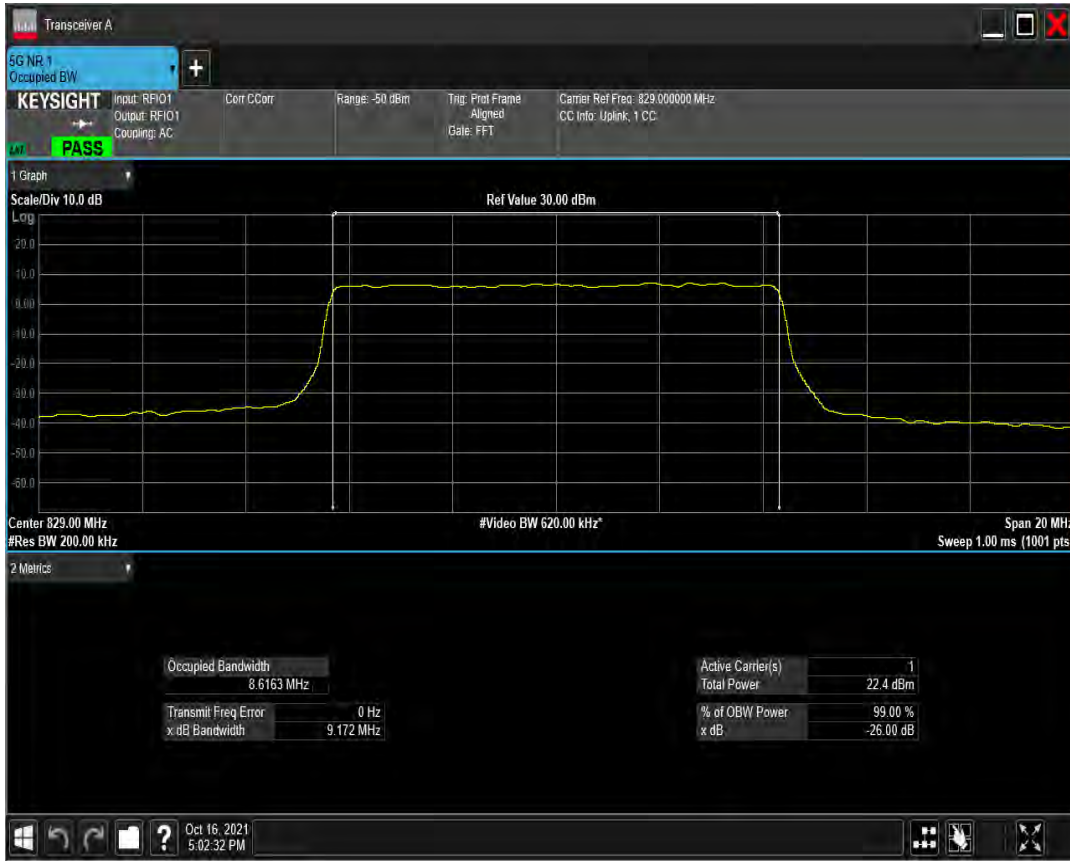 Transceiver A
5G NR 1
Occupied BW
+
KEYSIGHT
Input: RFIO1
Output: RFIO1
Coupling: AC
Corr CCorr
Range: -50 dBm
Trig: Prot Frame
Aligned
Gate: FFT
Carrier Ref Freq: 829.000000 MHz
CC Info: Uplink, 1 CC
PASS
1 Graph
Scale/Div 10.0 dB
Ref Value 30.00 dBm
Log
20.0
10.0
0.00
-10.0
-20.0
-30.0
-40.0
-50.0
-60.0
Center 829.00 MHz
#Video BW 620.00 kHz*
Span 20 MHz
#Res BW 200.00 kHz
Sweep 1.00 ms (1001 pts
2 Metrics
Occupied Bandwidth
8.6163 MHz
Transmit Freq Error 0 Hz
x dB Bandwidth 9.172 MHz
Active Carrier(s) 1
Total Power 22.4 dBm
% of OBW Power 99.00 %
x dB -26.00 dB
?
Oct 16, 2021
5:02:32 PM